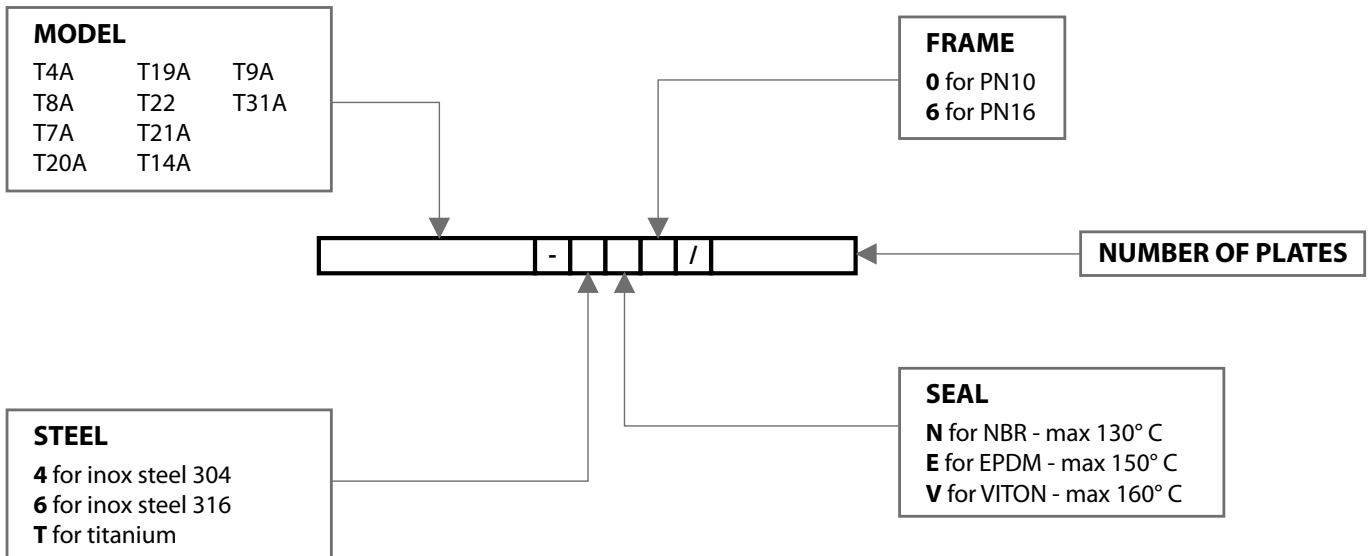 MODEL
T4A T19A T9A
T8A T22 T31A
T7A T21A
T20A T14A
FRAME
0 for PN10
6 for PN16
- /
NUMBER OF PLATES
STEEL
4 for inox steel 304
6 for inox steel 316
T for titanium
SEAL
N for NBR - max 130° C
E for EPDM - max 150° C
V for VITON - max 160° C